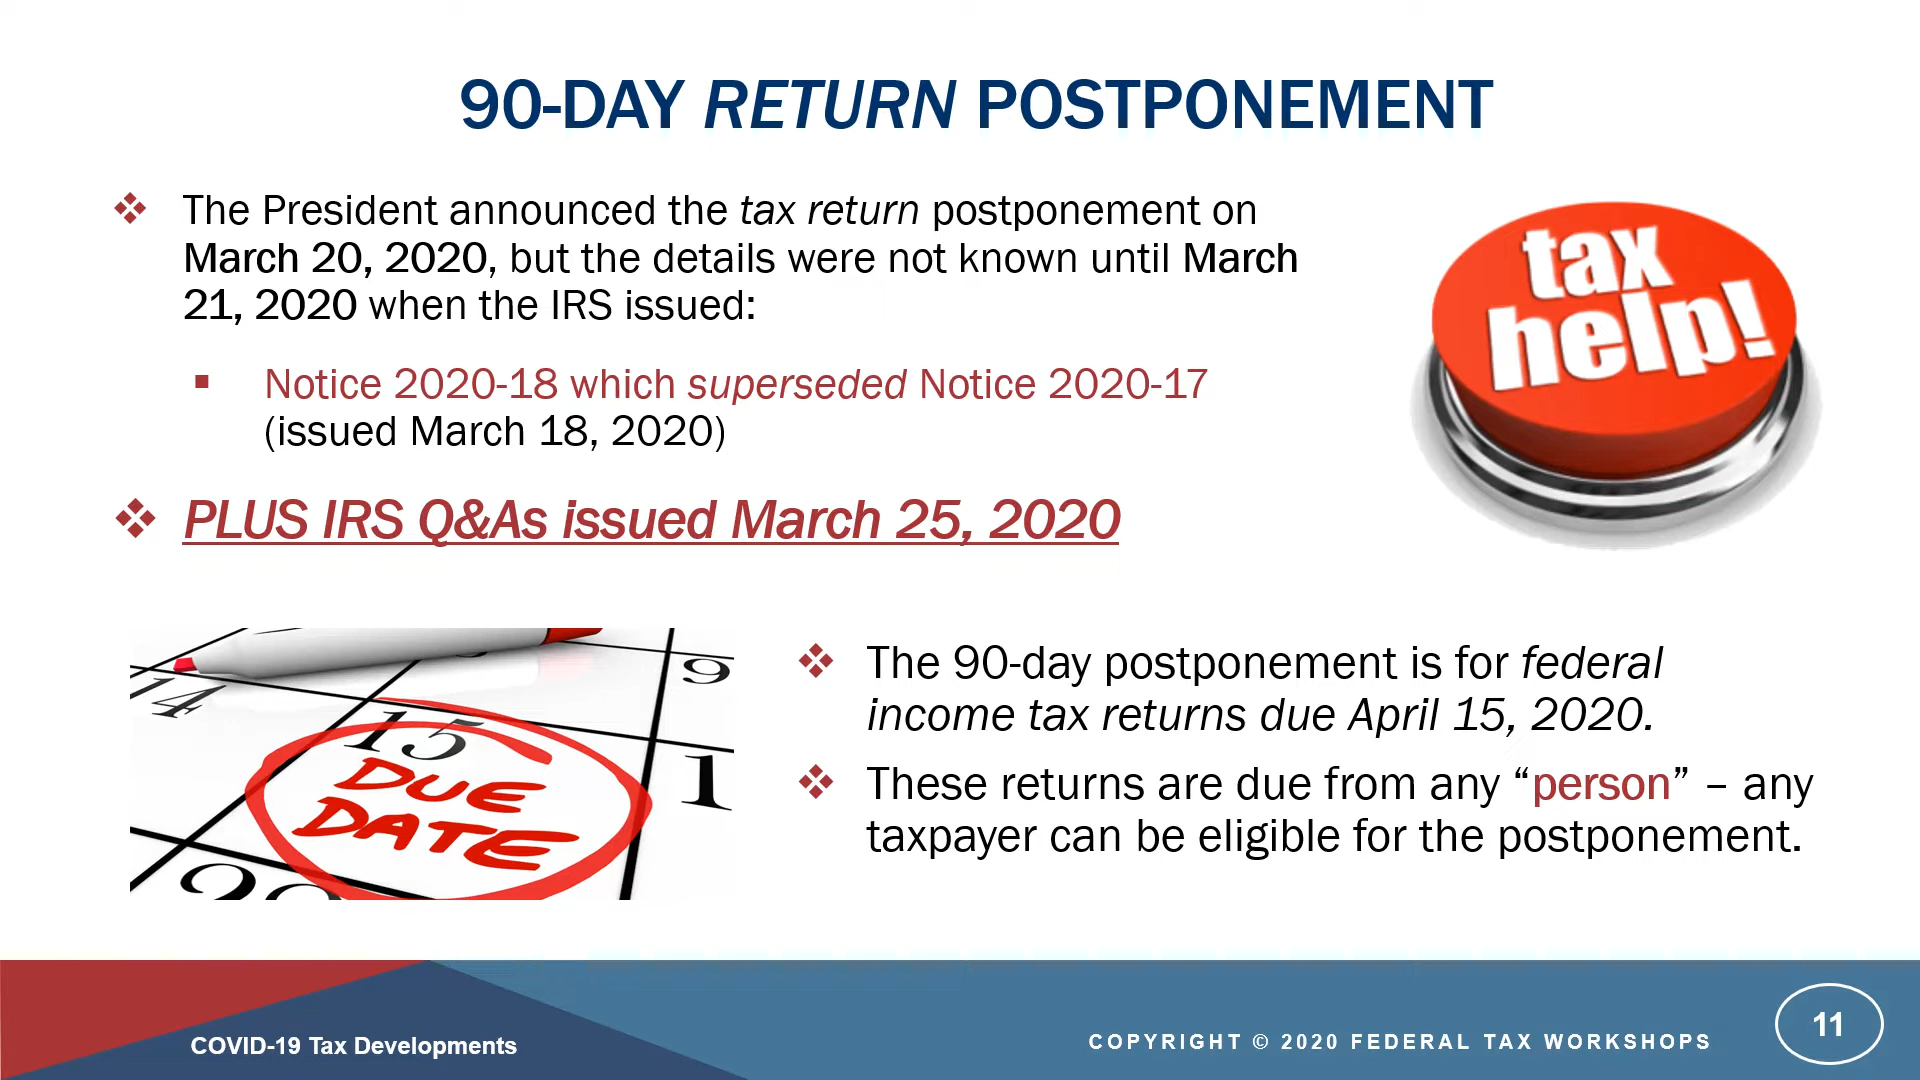 90-DAY RETURN POSTPONEMENT
The President announced the tax return postponement on
March 20, 2020, but the details were not known until March
21, 2020 when the IRS issued:
Notice 2020-18 which superseded Notice 2020-17
(issued March 18, 2020)
PLUS IRS Q&As issued March 25, 2020
tax
help!
14
9
15
DUE
DATE
1
The 90-day postponement is for federal
income tax returns due April 15, 2020.
These returns are due from any “person” – any
taxpayer can be eligible for the postponement.
COVID-19 Tax Developments
COPYRIGHT © 2020 FEDERAL TAX WORKSHOPS
11